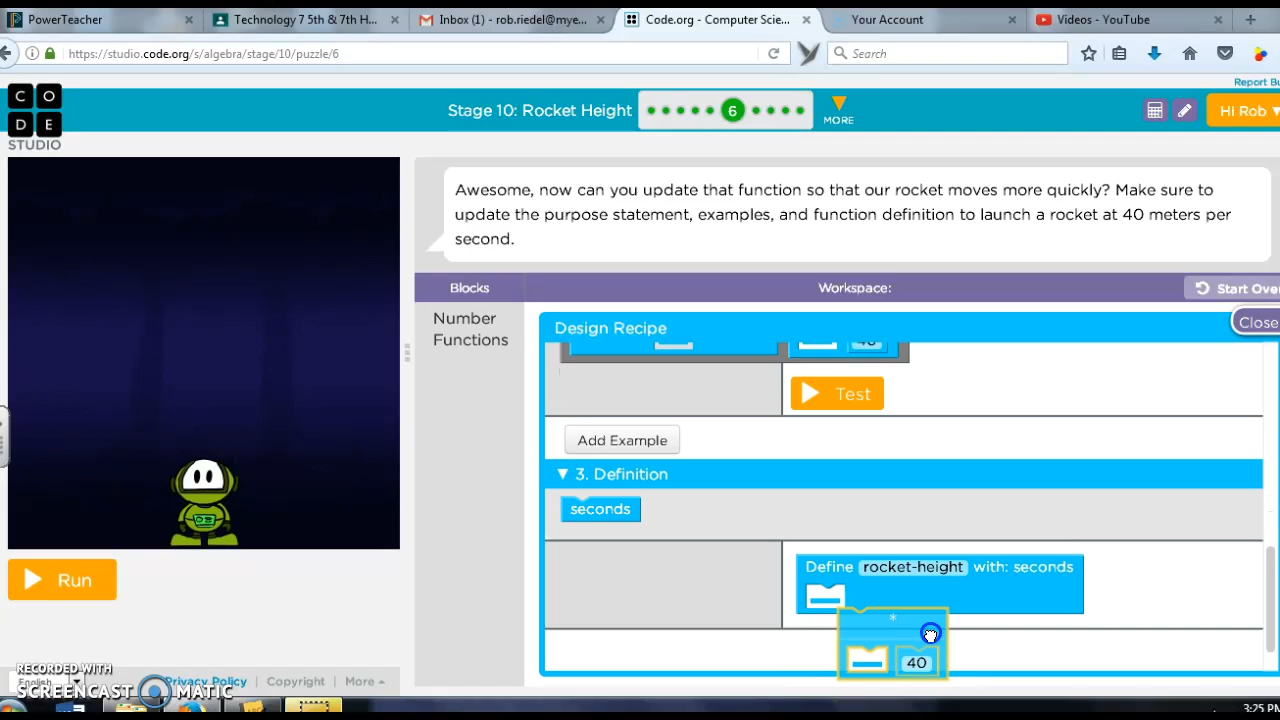 PowerTeacher × Technology 7 5th & 7th H... × Inbox (1) - rob.riedel@mye... × Code.org - Computer Scie... × Your Account × Videos - YouTube × +
https://studio.code.org/s/algebra/stage/10/puzzle/6 Search
Report Bu
C O
D E
STUDIO
Stage 10: Rocket Height 6 MORE Hi Rob
Awesome, now can you update that function so that our rocket moves more quickly? Make sure to
update the purpose statement, examples, and function definition to launch a rocket at 40 meters per
second.
Blocks Workspace: Start Over
Number
Functions
Design Recipe Close
Test
Add Example
3. Definition
seconds
Define rocket-height with: seconds
*
40
Run
RECORDED WITH
SCREENCAST MATIC
English Privacy Policy Copyright More
3:25 PM